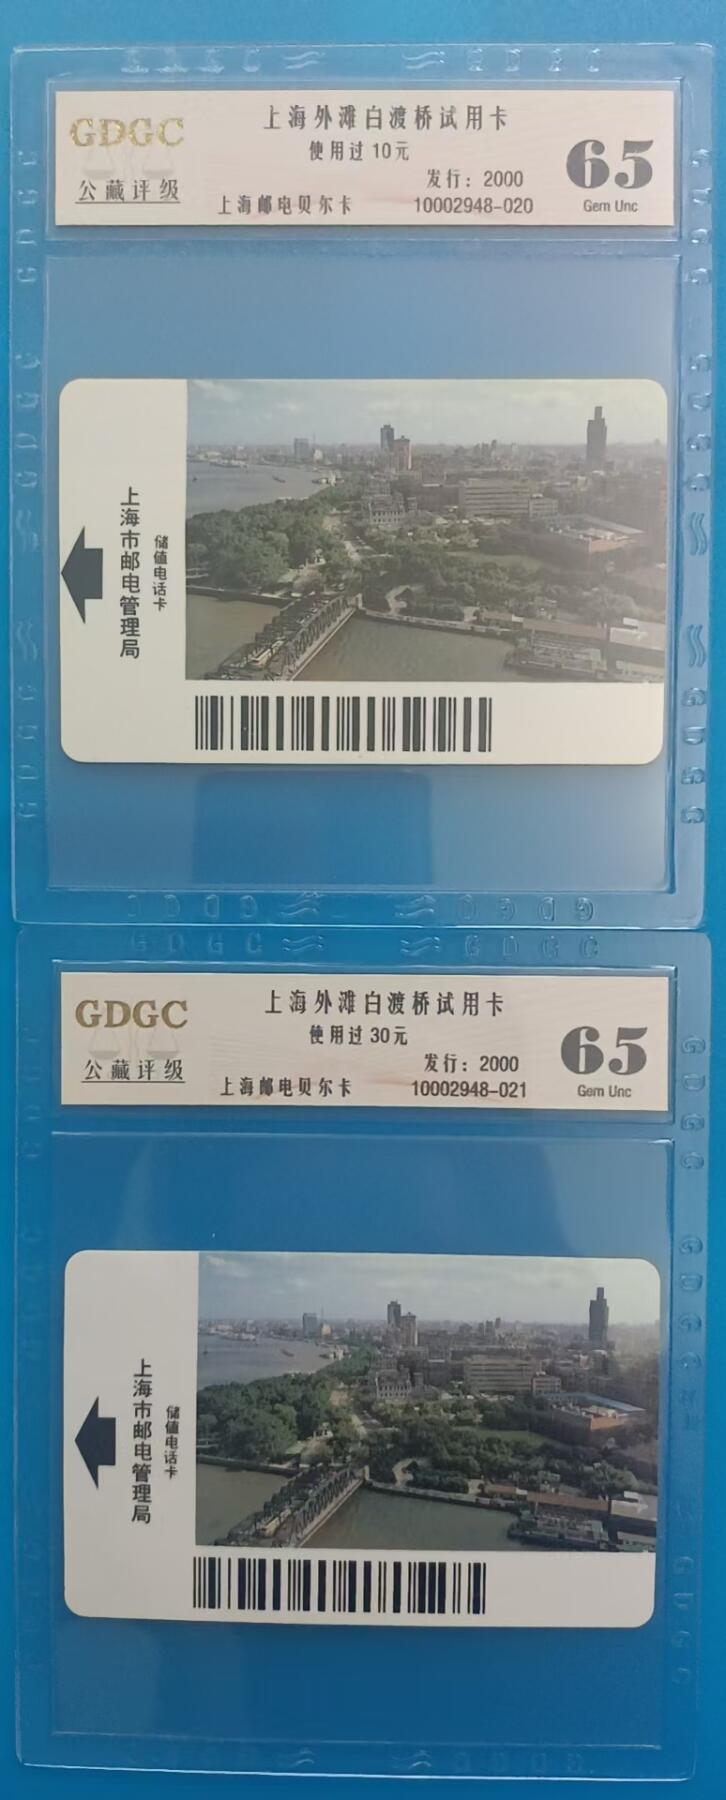 GDGC
公藏评级
上海外滩白渡桥试用卡
使用过10元
发行：2000
上海邮电贝尔卡
10002948-020
65
Gem Unc
上海市邮电管理局
储值电话卡
GDGC
公藏评级
上海外滩白渡桥试用卡
使用过30元
发行：2000
上海邮电贝尔卡
10002948-021
65
Gem Unc
上海市邮电管理局
储值电话卡